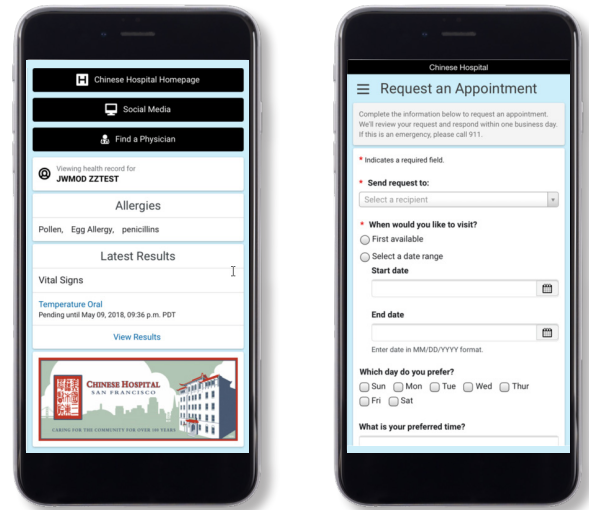 Chinese Hospital Homepage
Social Media
Find a Physician
Viewing health record for
JWMOD ZZTEST
Allergies
Pollen, Egg Allergy, penicillins
Latest Results
Vital Signs
Temperature Oral
Pending until May 09, 2018, 09:36 p.m. PDT
View Results
CHINESE HOSPITAL
SAN FRANCISCO
CARING FOR THE COMMUNITY FOR OVER 100 YEARS
Chinese Hospital
Request an Appointment
Complete the information below to request an appointment.
We'll review your request and respond within one business day.
If this is an emergency, please call 911.
* Indicates a required field.
* Send request to:
Select a recipient
* When would you like to visit?
First available
Select a date range
Start date
End date
Enter date in MM/DD/YYYY format.
Which day do you prefer?
Sun Mon Tue Wed Thur
Fri Sat
What is your preferred time?